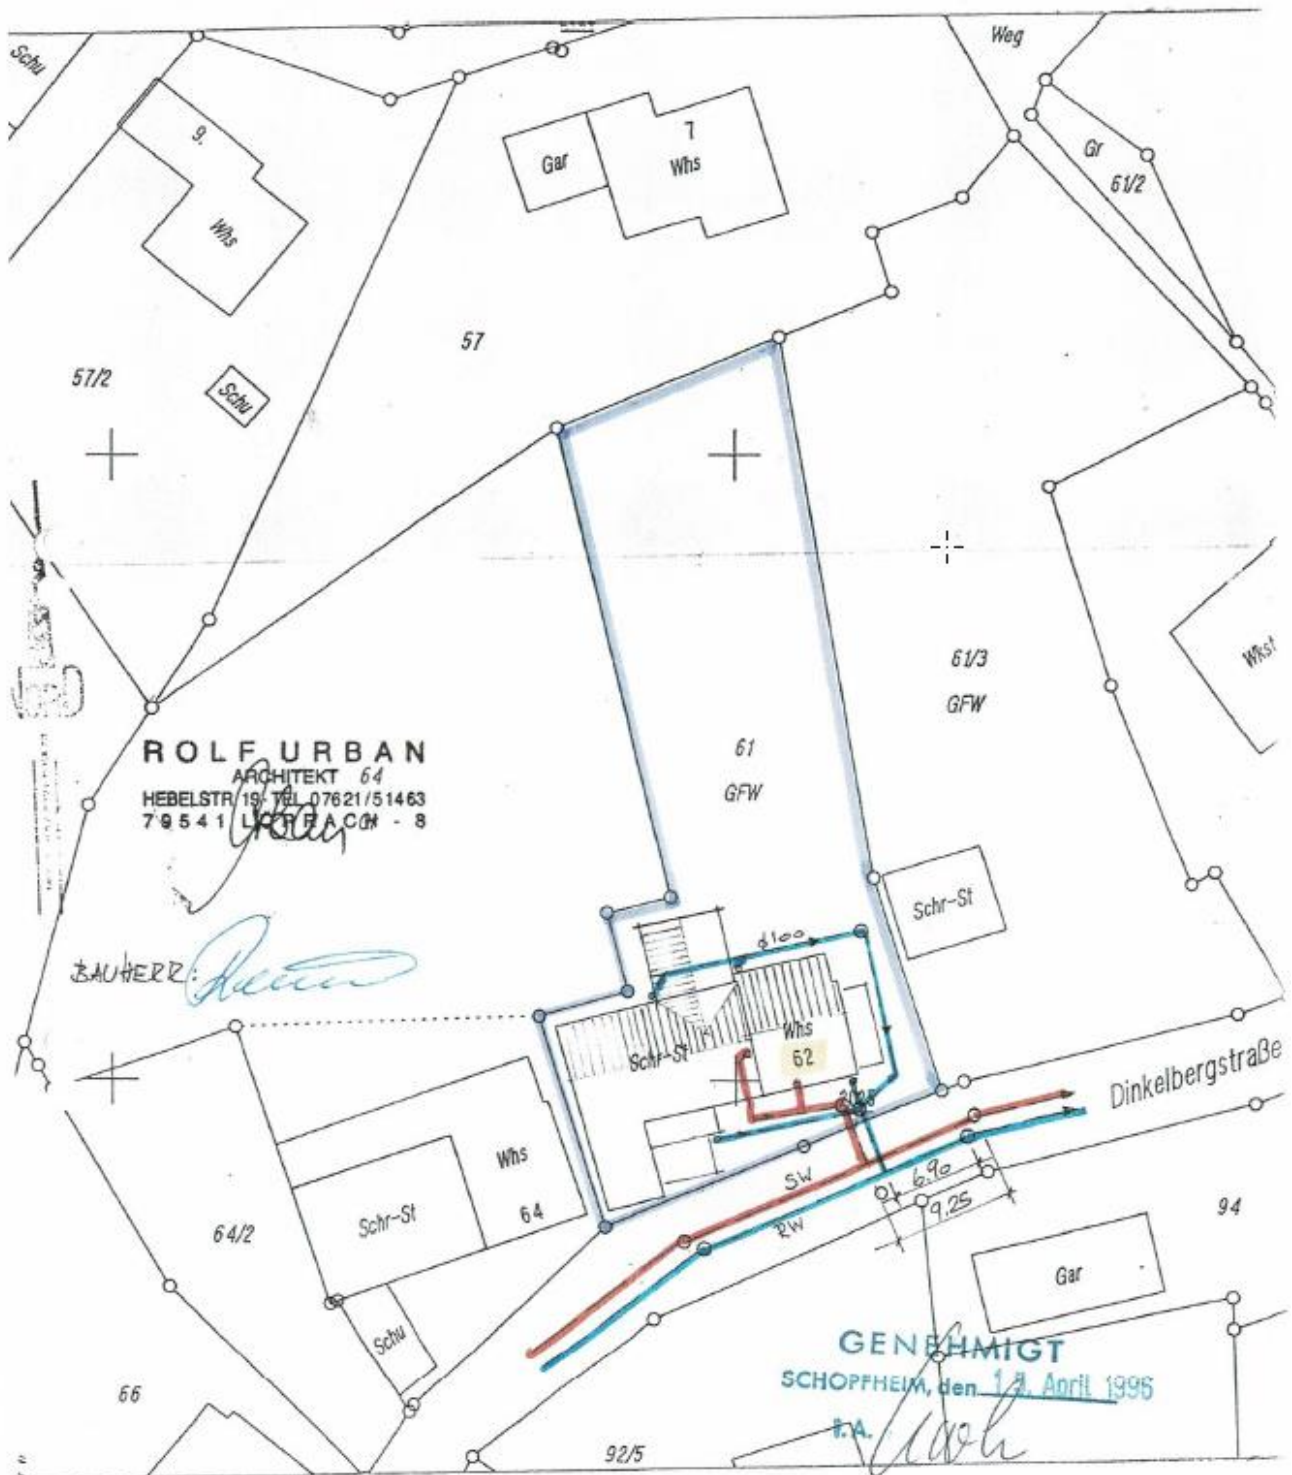 Schu
Weg
9.
Whs
Gar
7
Whs
Gr
61/2
57
57/2
Schu
61/3
GFW
Wkst
ROLF URBAN
ARCHITEKT 64
HEBELSTR 19 - TEL 07621/51463
79541 LÖRRACH - 8
61
GFW
Schr-St
BAUHERR:
ø100
Schr-St
Whs
62
Dinkelbergstraße
Whs
64
Schr-St
64/2
SW
RW
6.90
9.25
94
Gar
Schu
66
GENEHMIGT
SCHOPFHEIM, den April 1996
I.A.
92/5